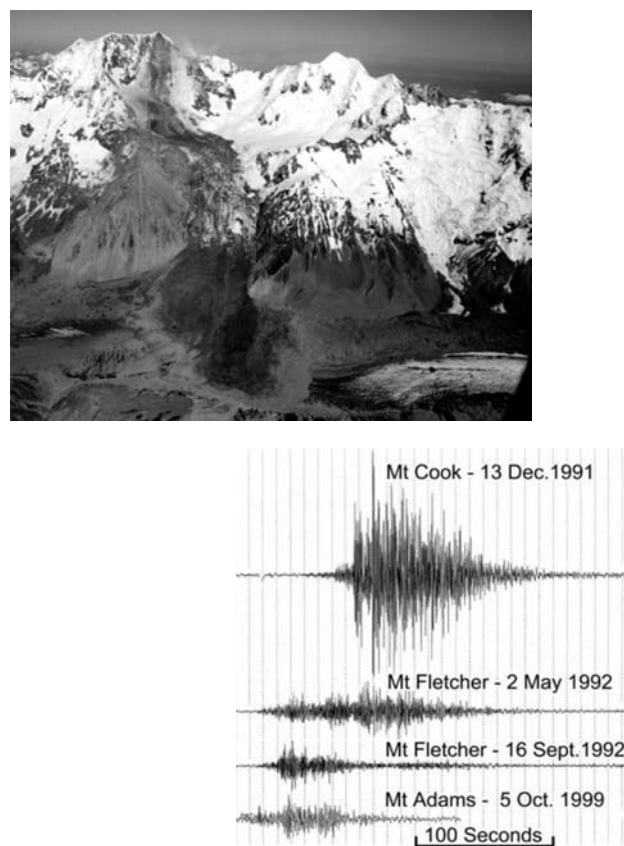 Mt Cook - 13 Dec.1991
Mt Fletcher - 2 May 1992
Mt Fletcher - 16 Sept.1992
Mt Adams - 5 Oct. 1999
100 Seconds